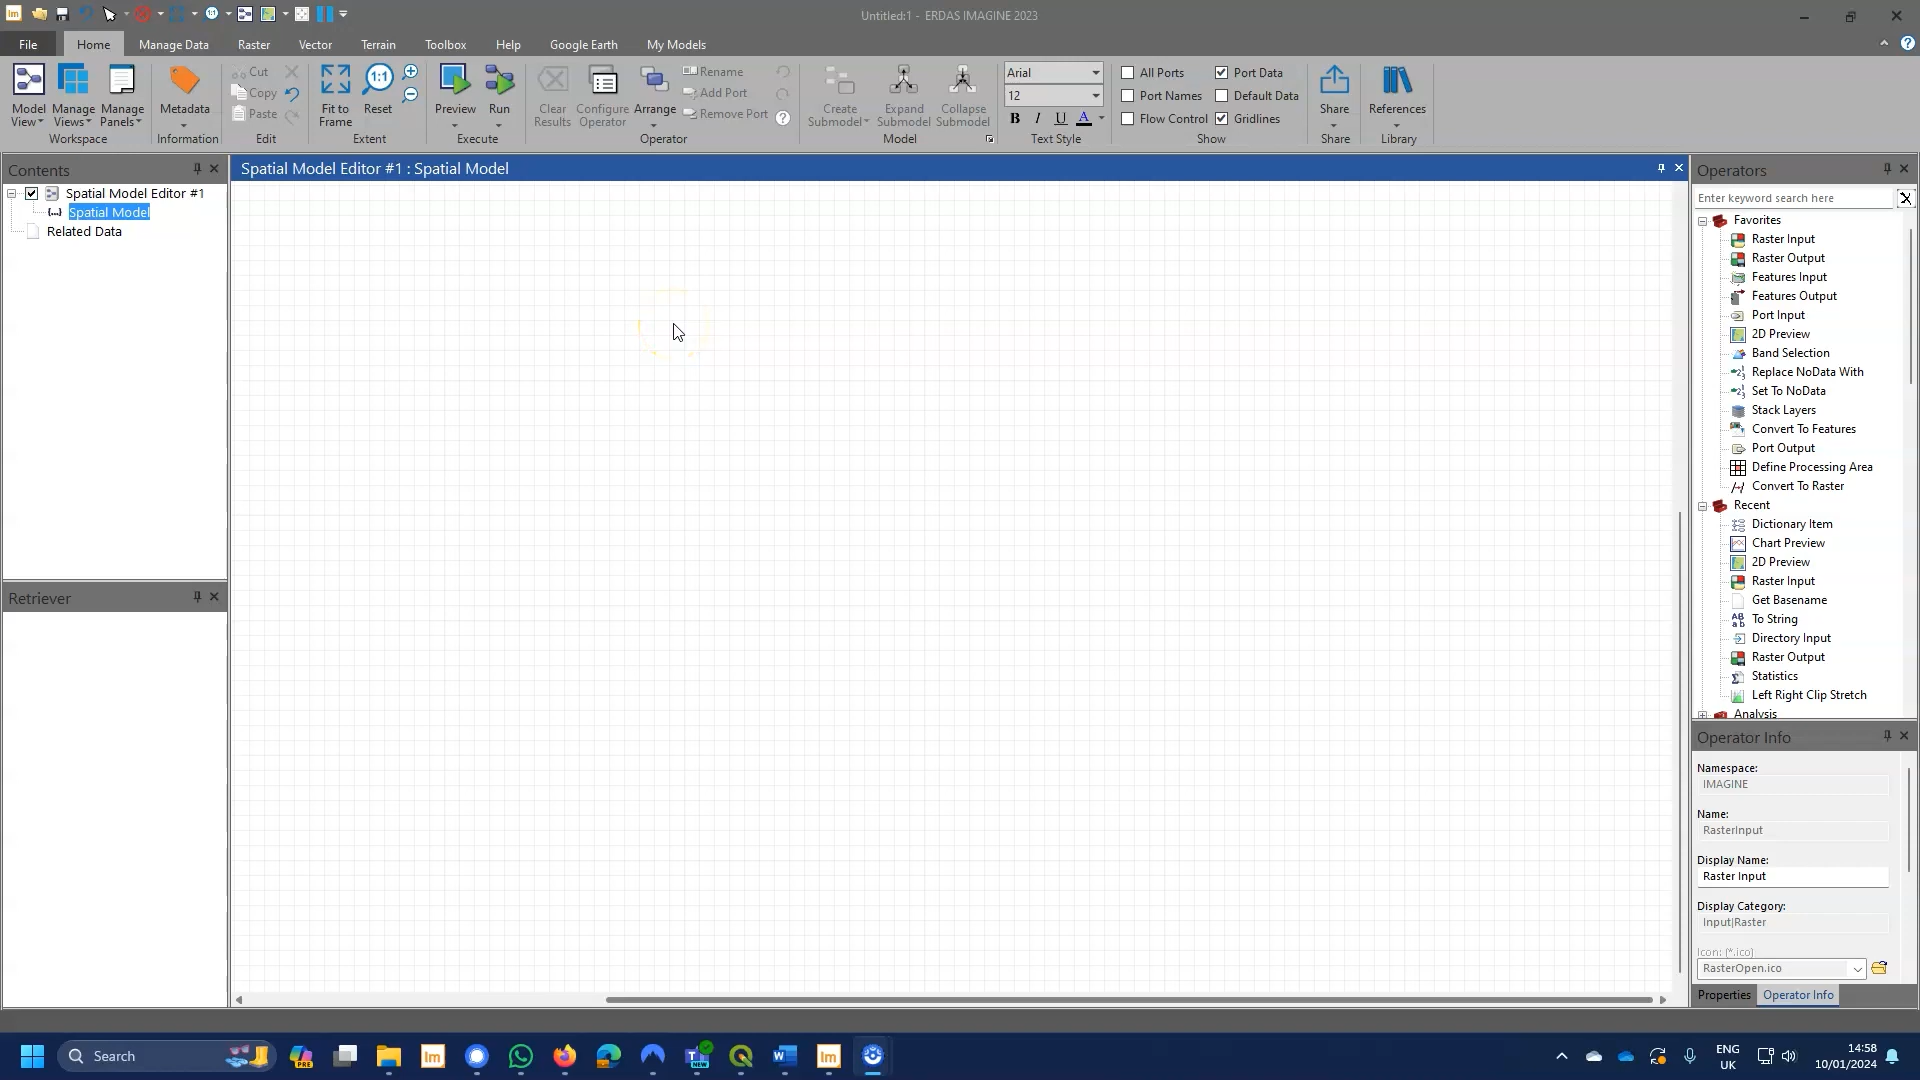 Untitled:1 - ERDAS IMAGINE 2023
File Home Manage Data Raster Vector Terrain Toolbox Help Google Earth My Models
Model View Manage Views Manage Panels
Workspace
Metadata
Information
Cut
Copy
Paste
Edit
Fit to Frame
1:1
Reset
Extent
Preview
Run
Execute
Clear Results
Configure Operator
Arrange
Rename
Add Port
Remove Port
Operator
Create Submodel
Expand Submodel
Collapse Submodel
Model
Arial
12
B I U A
Text Style
All Ports
Port Data
Port Names
Default Data
Flow Control
Gridlines
Show
Share
Share
References
Library
Contents
Spatial Model Editor #1
Spatial Model
Related Data
Retriever
Spatial Model Editor #1 : Spatial Model
Operators
Enter keyword search here
Favorites
Raster Input
Raster Output
Features Input
Features Output
Port Input
2D Preview
Band Selection
Replace NoData With
Set To NoData
Stack Layers
Convert To Features
Port Output
Define Processing Area
Convert To Raster
Recent
Dictionary Item
Chart Preview
2D Preview
Raster Input
Get Basename
To String
Directory Input
Raster Output
Statistics
Left Right Clip Stretch
Analysis
Operator Info
Namespace:
IMAGINE
Name:
RasterInput
Display Name:
Raster Input
Display Category:
Input|Raster
Icon: (*.ico)
RasterOpen.ico
Properties Operator Info
Search
PRE
Im
NEW
Im
ENG
UK
14:58
10/01/2024